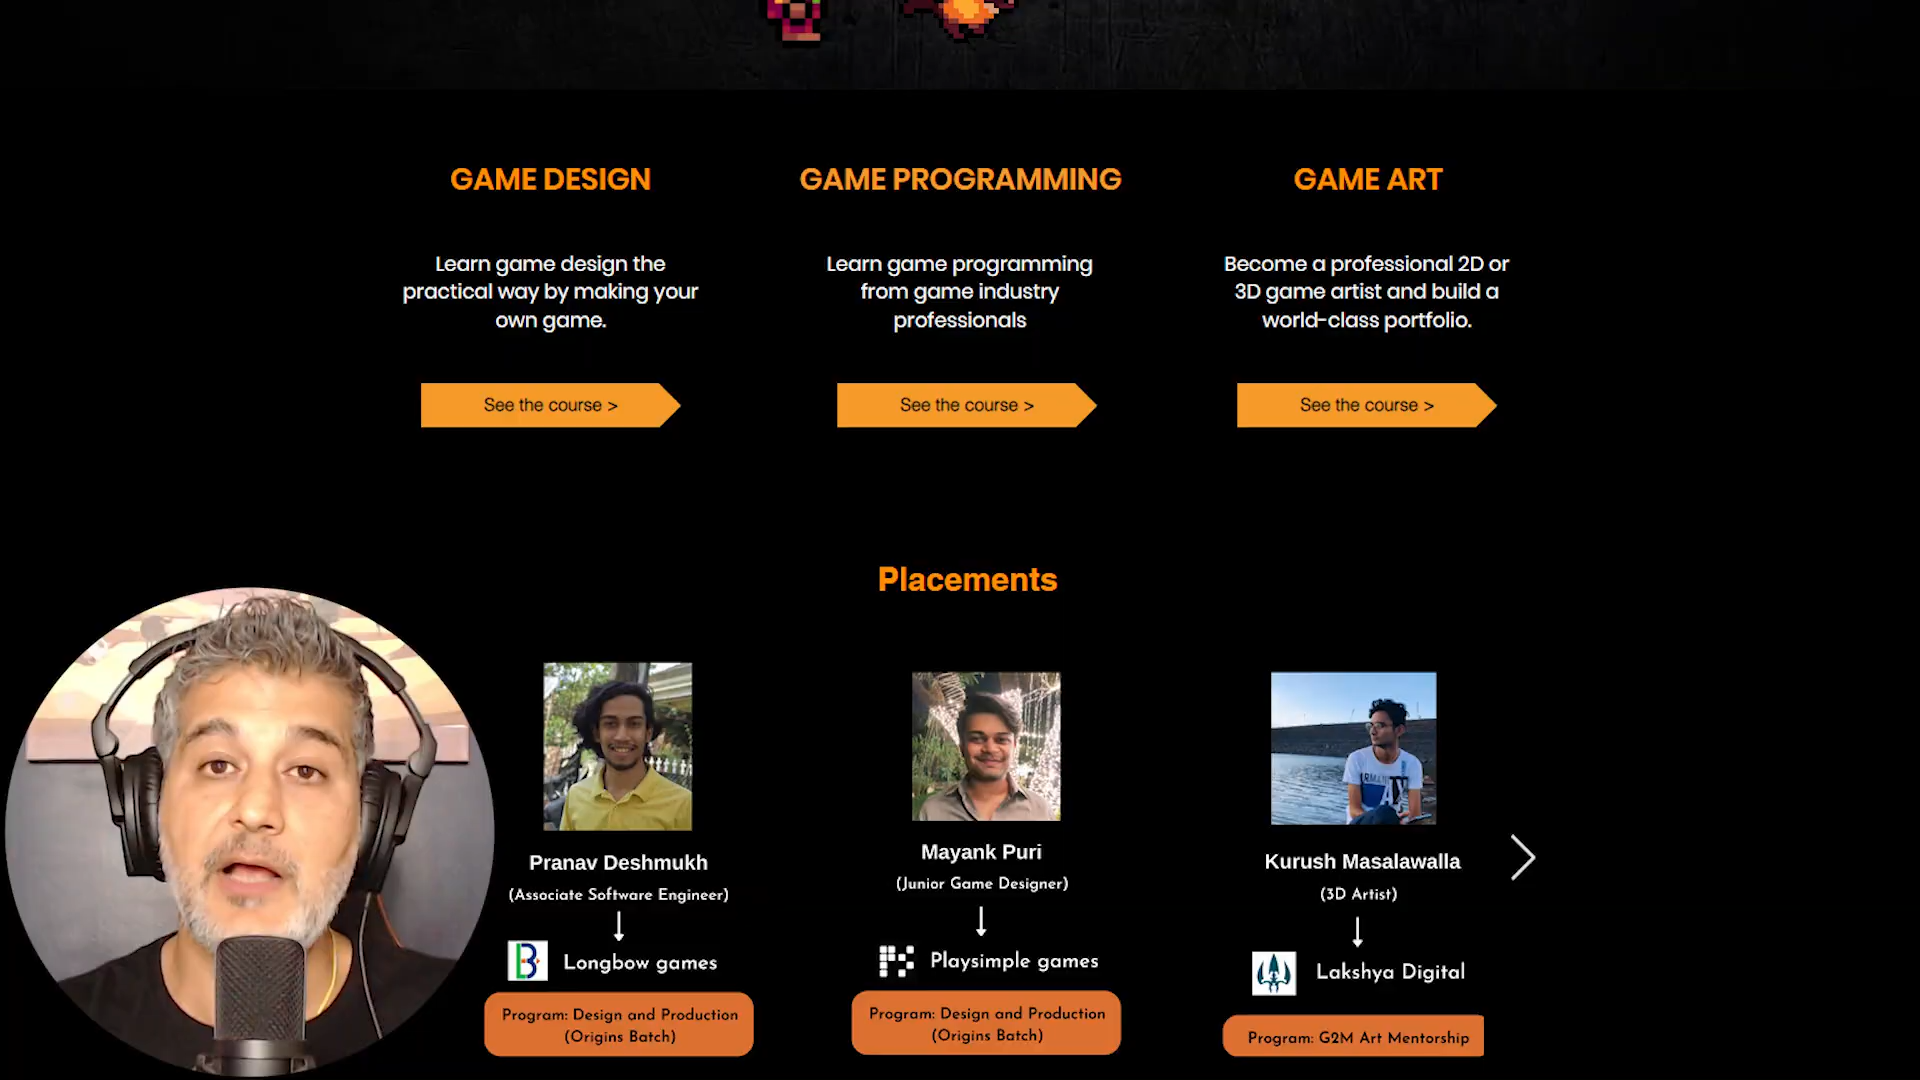 GAME DESIGN
GAME PROGRAMMING
GAME ART
Learn game design the
practical way by making your
own game.
Learn game programming
from game industry
professionals
Become a professional 2D or
3D game artist and build a
world-class portfolio.
See the course >
See the course >
See the course >
Placements
Pranav Deshmukh
(Associate Software Engineer)
Longbow games
Program: Design and Production
(Origins Batch)
Mayank Puri
(Junior Game Designer)
Playsimple games
Program: Design and Production
(Origins Batch)
Kurush Masalawalla
(3D Artist)
Lakshya Digital
Program: G2M Art Mentorship